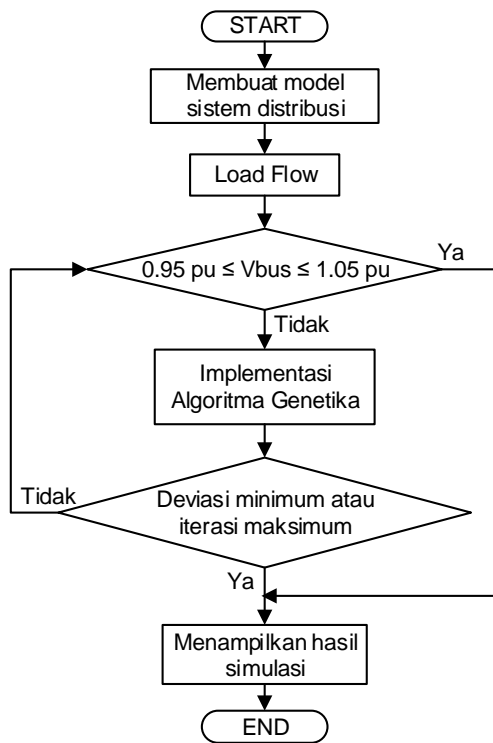 START
Membuat model
sistem distribusi
Load Flow
0.95 pu ≤ Vbus ≤ 1.05 pu
Ya
Tidak
Implementasi
Algoritma Genetika
Tidak
Deviasi minimum atau
iterasi maksimum
Ya
Menampilkan hasil
simulasi
END